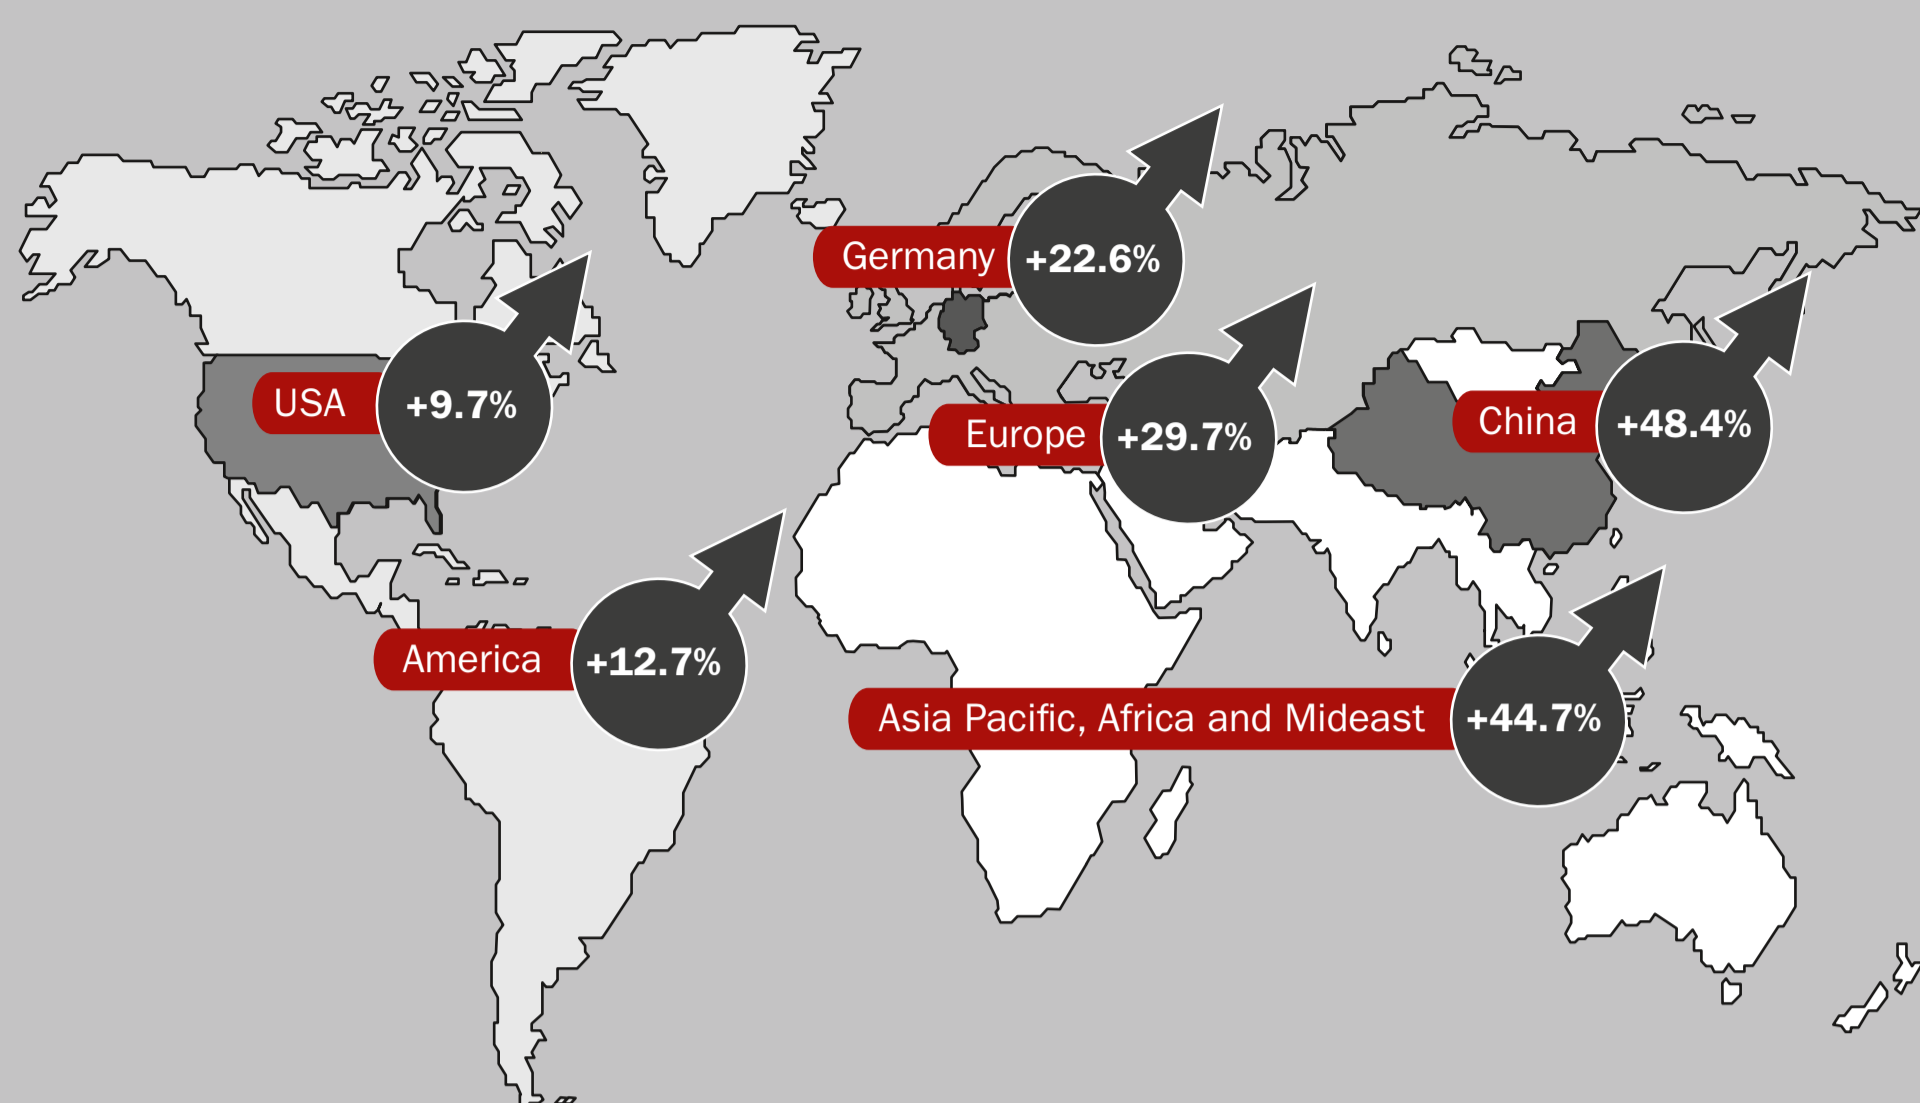 Germany +22.6%
USA +9.7%
Europe +29.7%
China +48.4%
America +12.7%
Asia Pacific, Africa and Mideast +44.7%